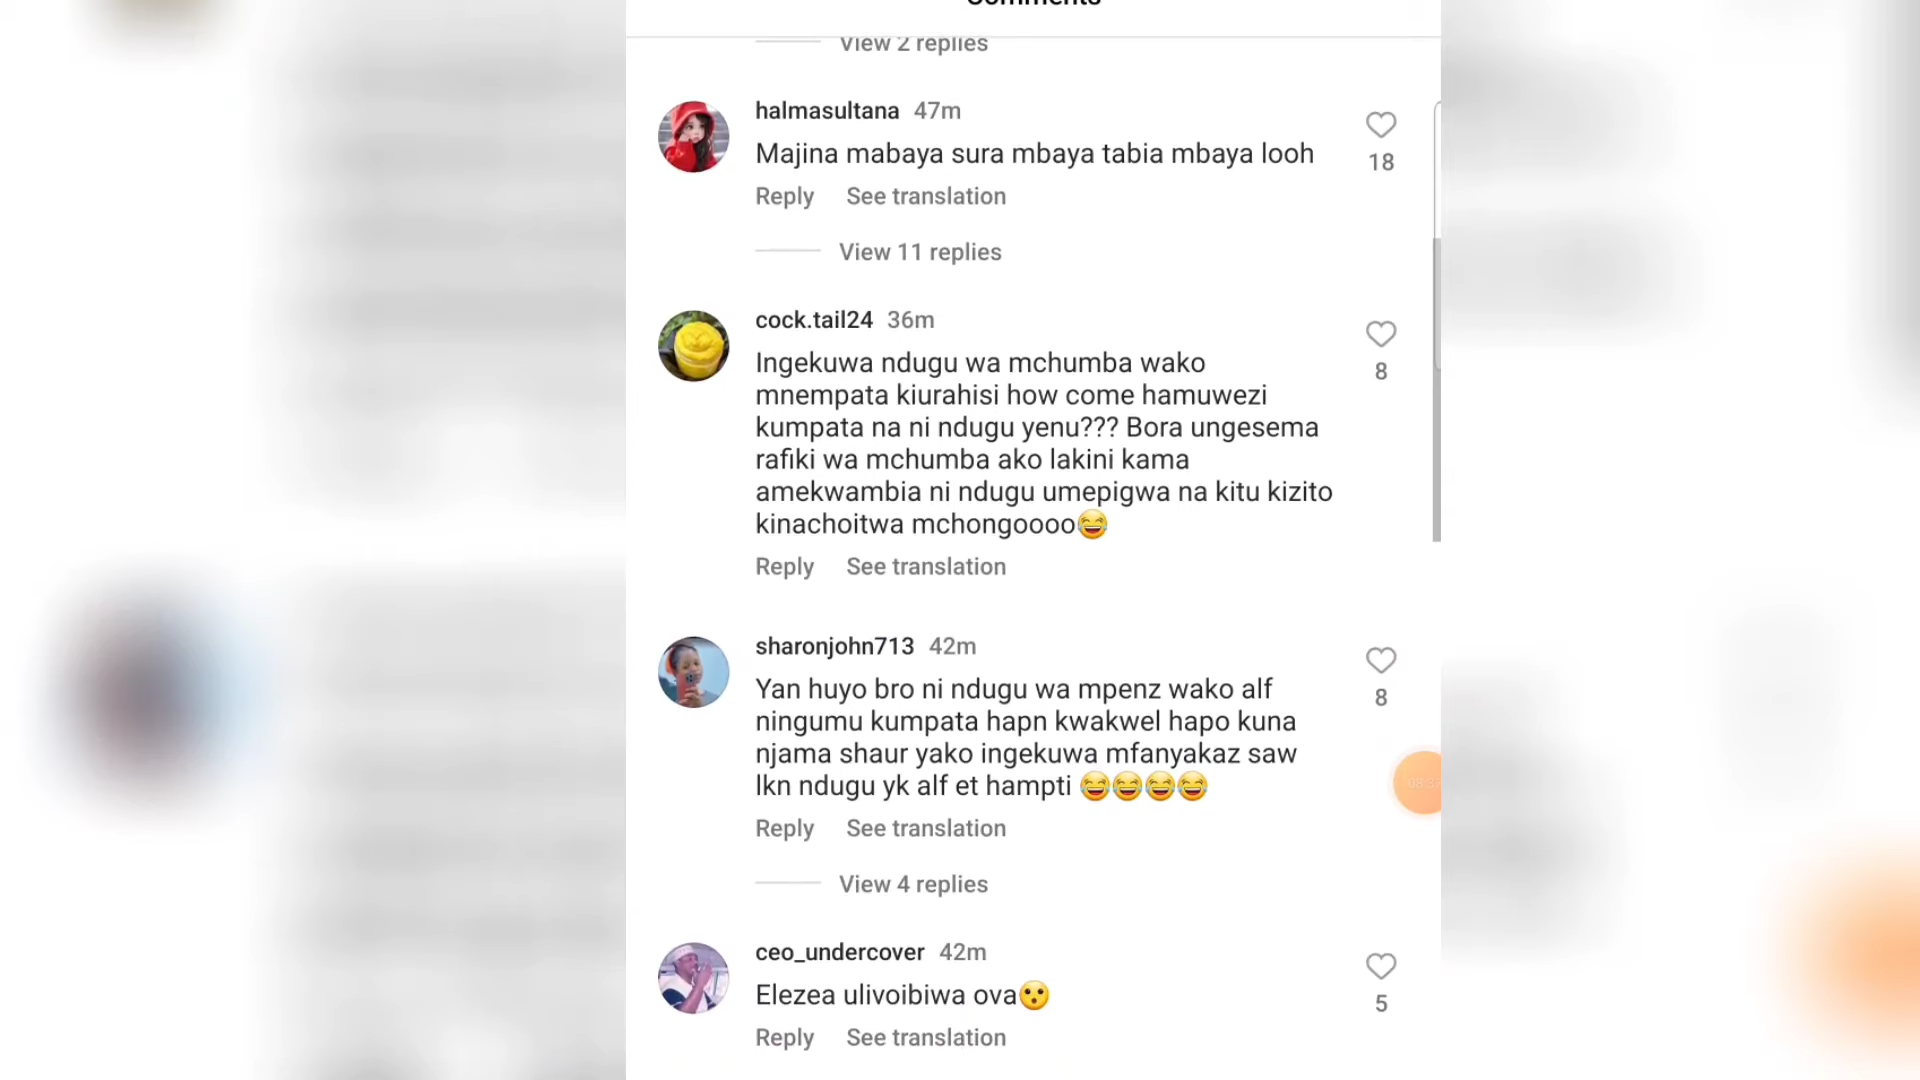 Comments
View 2 replies
halmasultana 47m
Majina mabaya sura mbaya tabia mbaya looh
18
Reply See translation
View 11 replies
cock.tail24 36m
Ingekuwa ndugu wa mchumba wako
mnempata kiurahisi how come hamuwezi
8
kumpata na ni ndugu yenu??? Bora ungesema
rafiki wa mchumba ako lakini kama
amekwambia ni ndugu umepigwa na kitu kizito
kinachoitwa mchongoooo😂
Reply See translation
sharonjohn713 42m
Yan huyo bro ni ndugu wa mpenz wako alf
8
ningumu kumpata hapn kwakwel hapo kuna
njama shaur yako ingekuwa mfanyakaz saw
lkn ndugu yk alf et hampti 😂😂😂😂
Reply See translation
View 4 replies
ceo_undercover 42m
Elezea ulivoibiwa ova😯
5
Reply See translation